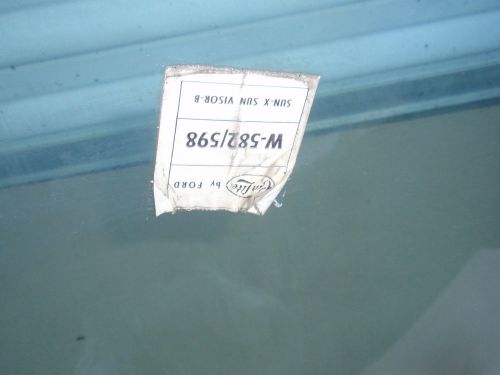 CarLite by FORD
W-582/598
SUN-X SUN VISOR-B